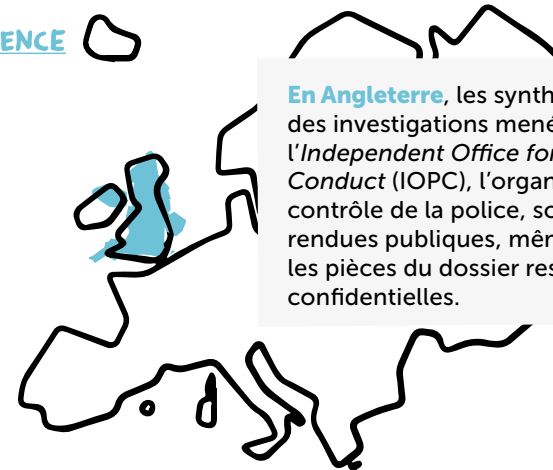 ENCE
En Angleterre, les synth
des investigations mené
l'Independent Office for
Conduct (IOPC), l'organ
contrôle de la police, so
rendues publiques, mêm
les pièces du dossier res
confidentielles.